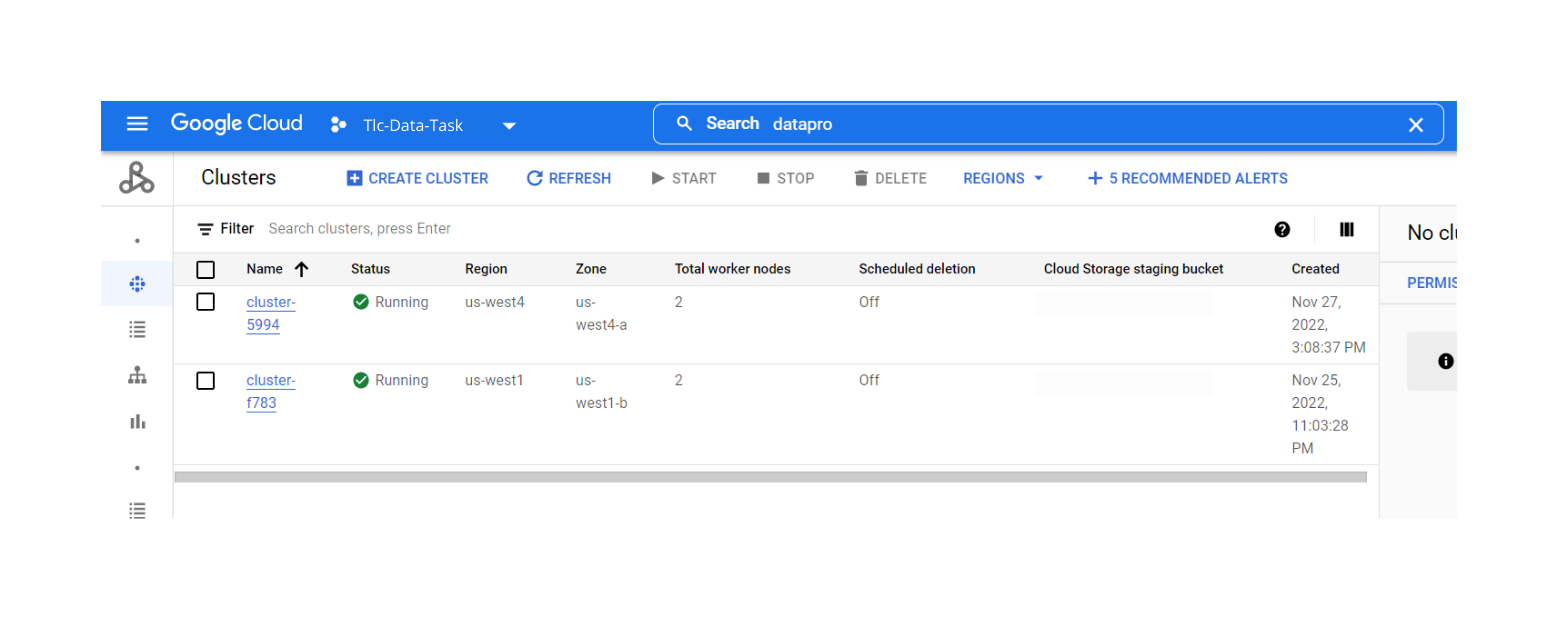 Google Cloud Tlc-Data-Task Search datapro
Clusters CREATE CLUSTER REFRESH START STOP DELETE REGIONS 5 RECOMMENDED ALERTS
Filter Search clusters, press Enter
No clu
Name Status Region Zone Total worker nodes Scheduled deletion Cloud Storage staging bucket Created
PERMIS
cluster- Running us-west4 us- 2 Off Nov 27,
5994 west4-a 2022,
3:08:37 PM
cluster- Running us-west1 us- 2 Off Nov 25,
f783 west1-b 2022,
11:03:28
PM